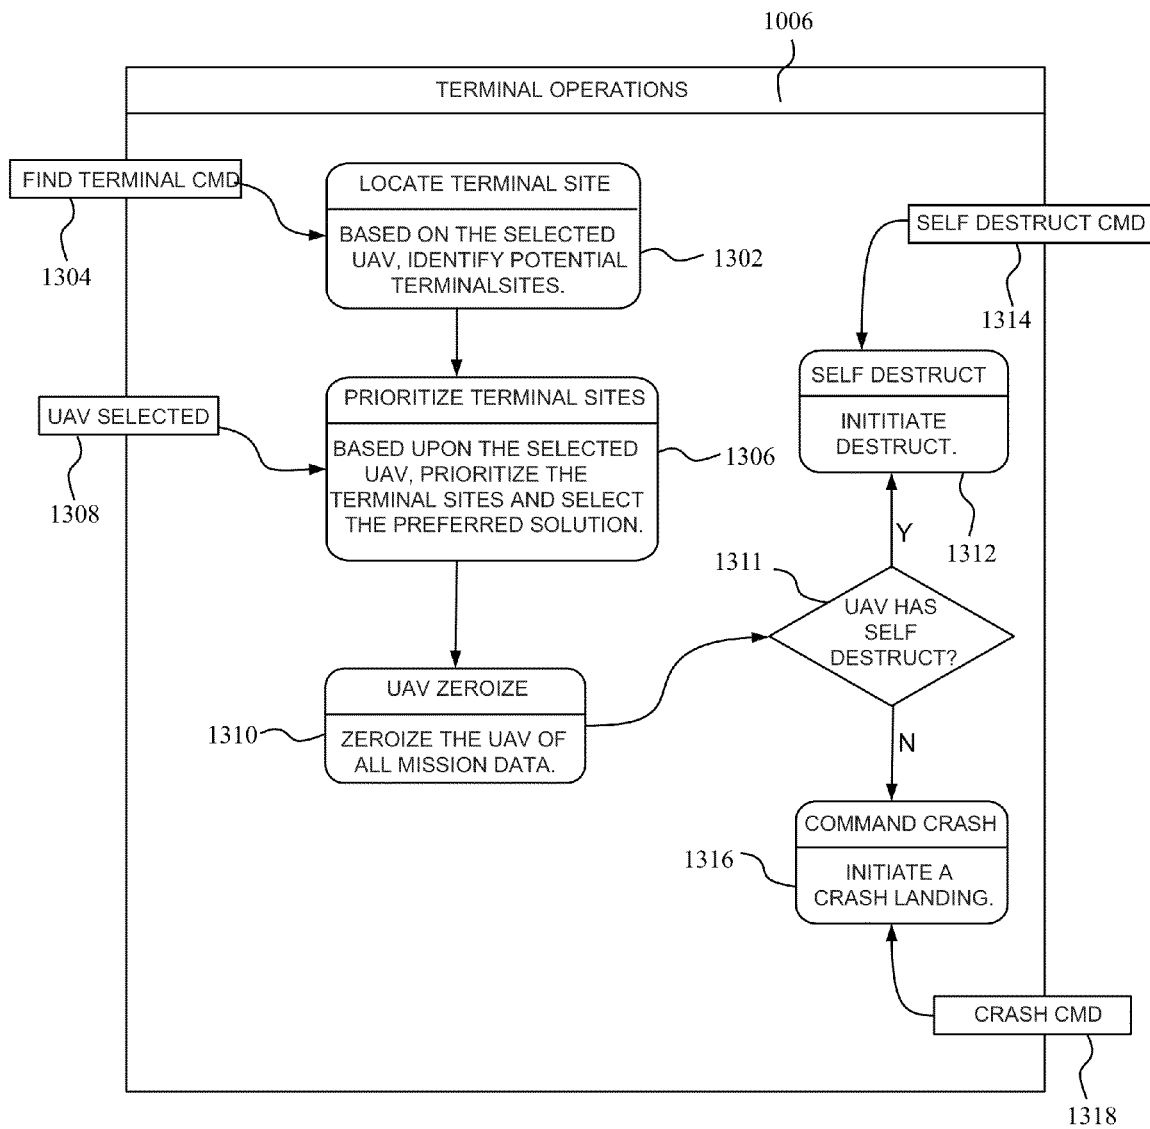 1006
TERMINAL OPERATIONS
FIND TERMINAL CMD
1304
LOCATE TERMINAL SITE
BASED ON THE SELECTED
UAV, IDENTIFY POTENTIAL
TERMINALSITES.
1302
SELF DESTRUCT CMD
1314
PRIORITIZE TERMINAL SITES
BASED UPON THE SELECTED
UAV, PRIORITIZE THE
TERMINAL SITES AND SELECT
THE PREFERRED SOLUTION.
1306
UAV SELECTED
1308
SELF DESTRUCT
INITITIATE
DESTRUCT.
1312
Y
1311
UAV HAS
SELF
DESTRUCT?
N
UAV ZEROIZE
ZEROIZE THE UAV OF
ALL MISSION DATA.
1310
COMMAND CRASH
INITIATE A
CRASH LANDING.
1316
CRASH CMD
1318